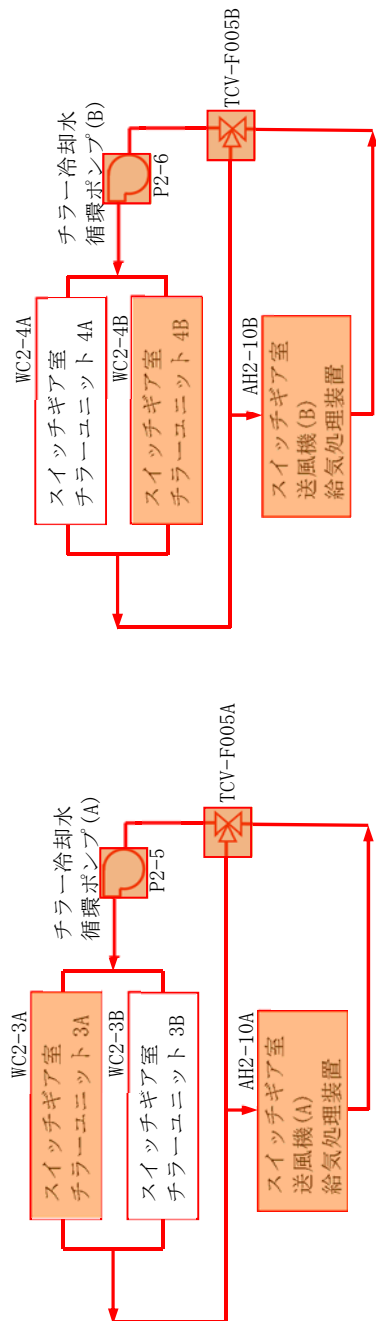 WC2-3A
スイッチギア室
チラーユニット 3A
WC2-3B
スイッチギア室
チラーユニット 3B
チラー冷却水
循環ポンプ(A)
P2-5
TCV-F005A
AH2-10A
スイッチギア室
送風機(A)
給気処理装置
WC2-4A
スイッチギア室
チラーユニット 4A
WC2-4B
スイッチギア室
チラーユニット 4B
チラー冷却水
循環ポンプ(B)
P2-6
TCV-F005B
AH2-10B
スイッチギア室
送風機(B)
給気処理装置